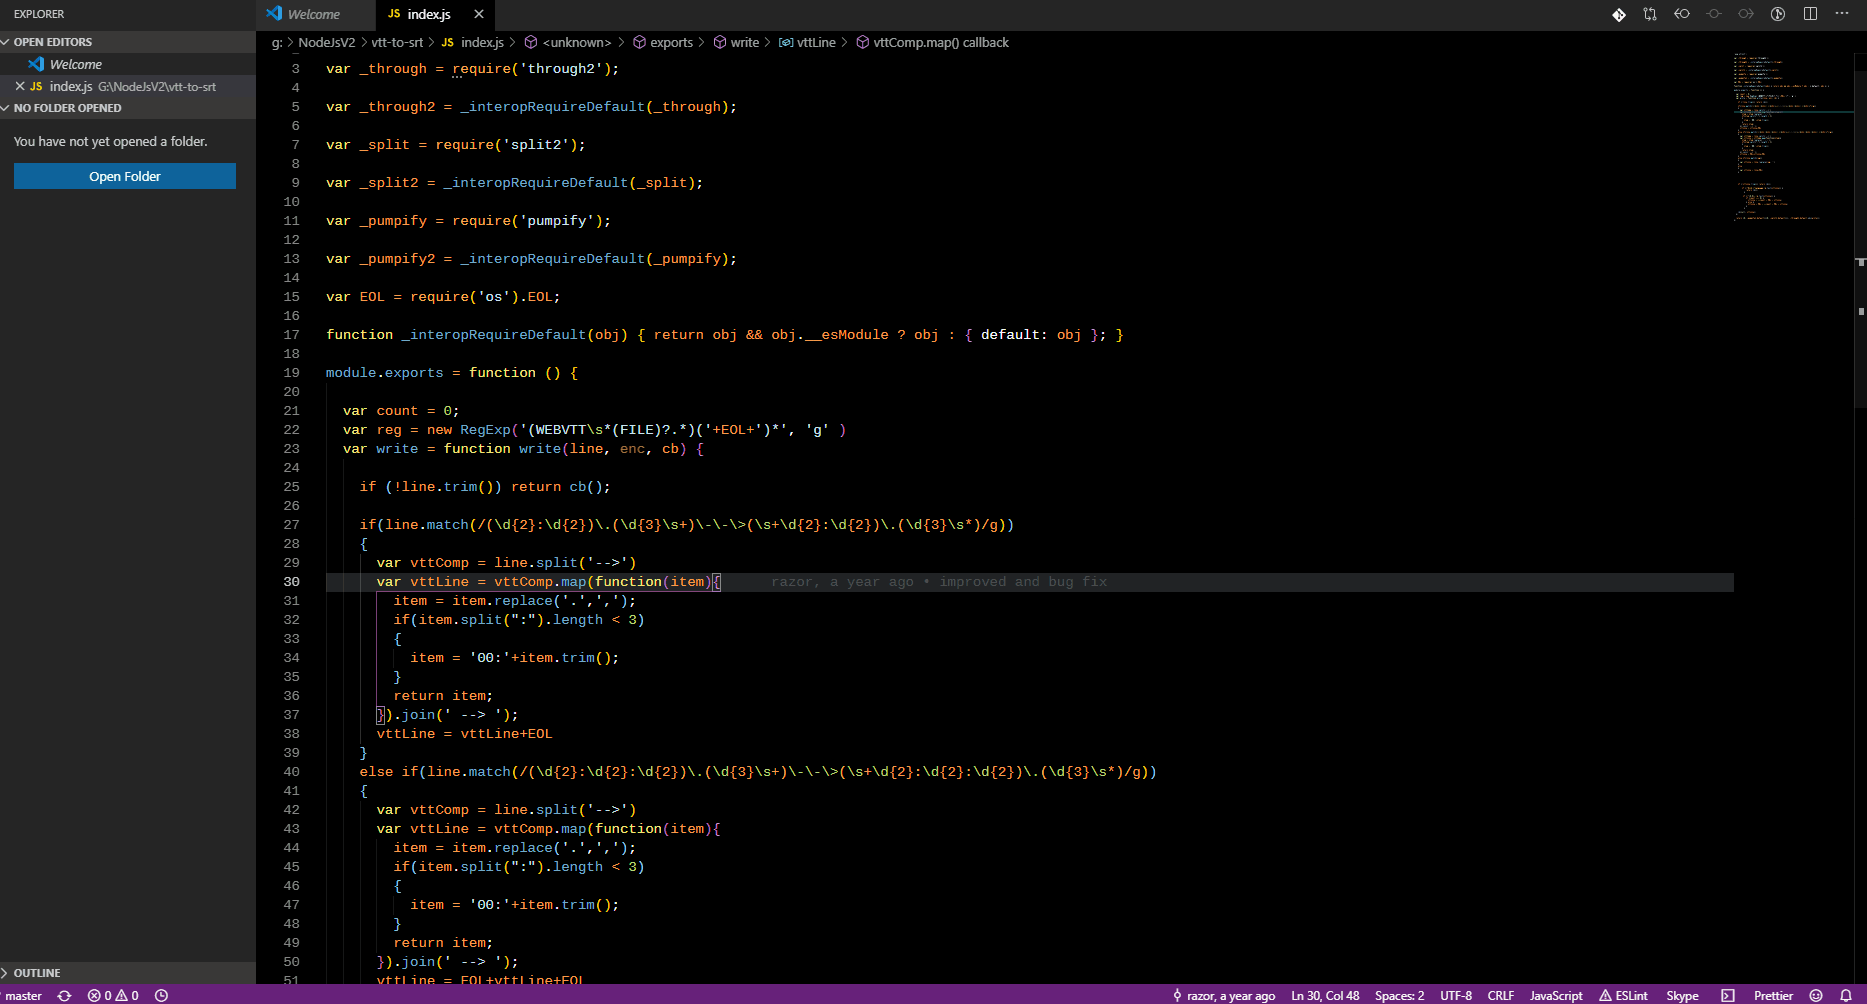 EXPLORER
Welcome
JS index.js
OPEN EDITORS
Welcome
JS index.js G:\NodeJsV2\vtt-to-srt
NO FOLDER OPENED
You have not yet opened a folder.
Open Folder
g: > NodeJsV2 > vtt-to-srt > JS index.js > <unknown> > exports > write > vttLine > vttComp.map() callback
3 var _through = require('through2');
4
5 var _through2 = _interopRequireDefault(_through);
6
7 var _split = require('split2');
8
9 var _split2 = _interopRequireDefault(_split);
10
11 var _pumpify = require('pumpify');
12
13 var _pumpify2 = _interopRequireDefault(_pumpify);
14
15 var EOL = require('os').EOL;
16
17 function _interopRequireDefault(obj) { return obj && obj.__esModule ? obj : { default: obj }; }
18
19 module.exports = function () {
20
21 var count = 0;
22 var reg = new RegExp('(WEBVTT\s*(FILE)?.*)('+EOL+')*', 'g' )
23 var write = function write(line, enc, cb) {
24
25 if (!line.trim()) return cb();
26
27 if(line.match(/(\d{2}:\d{2})\.(\d{3}\s+)\-\-\>(\s+\d{2}:\d{2})\.(\d{3}\s*)/g))
28 {
29 var vttComp = line.split('-->')
30 var vttLine = vttComp.map(function(item){ razor, a year ago • improved and bug fix
31 item = item.replace('.',',');
32 if(item.split(":").length < 3)
33 {
34 item = '00:'+item.trim();
35 }
36 return item;
37 }).join(' --> ');
38 vttLine = vttLine+EOL
39 }
40 else if(line.match(/(\d{2}:\d{2}:\d{2})\.(\d{3}\s+)\-\-\>(\s+\d{2}:\d{2}:\d{2})\.(\d{3}\s*)/g))
41 {
42 var vttComp = line.split('-->')
43 var vttLine = vttComp.map(function(item){
44 item = item.replace('.',',');
45 if(item.split(":").length < 3)
46 {
47 item = '00:'+item.trim();
48 }
49 return item;
50 }).join(' --> ');
51 vttLine = EOL+vttLine+EOL
OUTLINE
master 0 0 razor, a year ago Ln 30, Col 48 Spaces: 2 UTF-8 CRLF JavaScript ESLint Skype Prettier